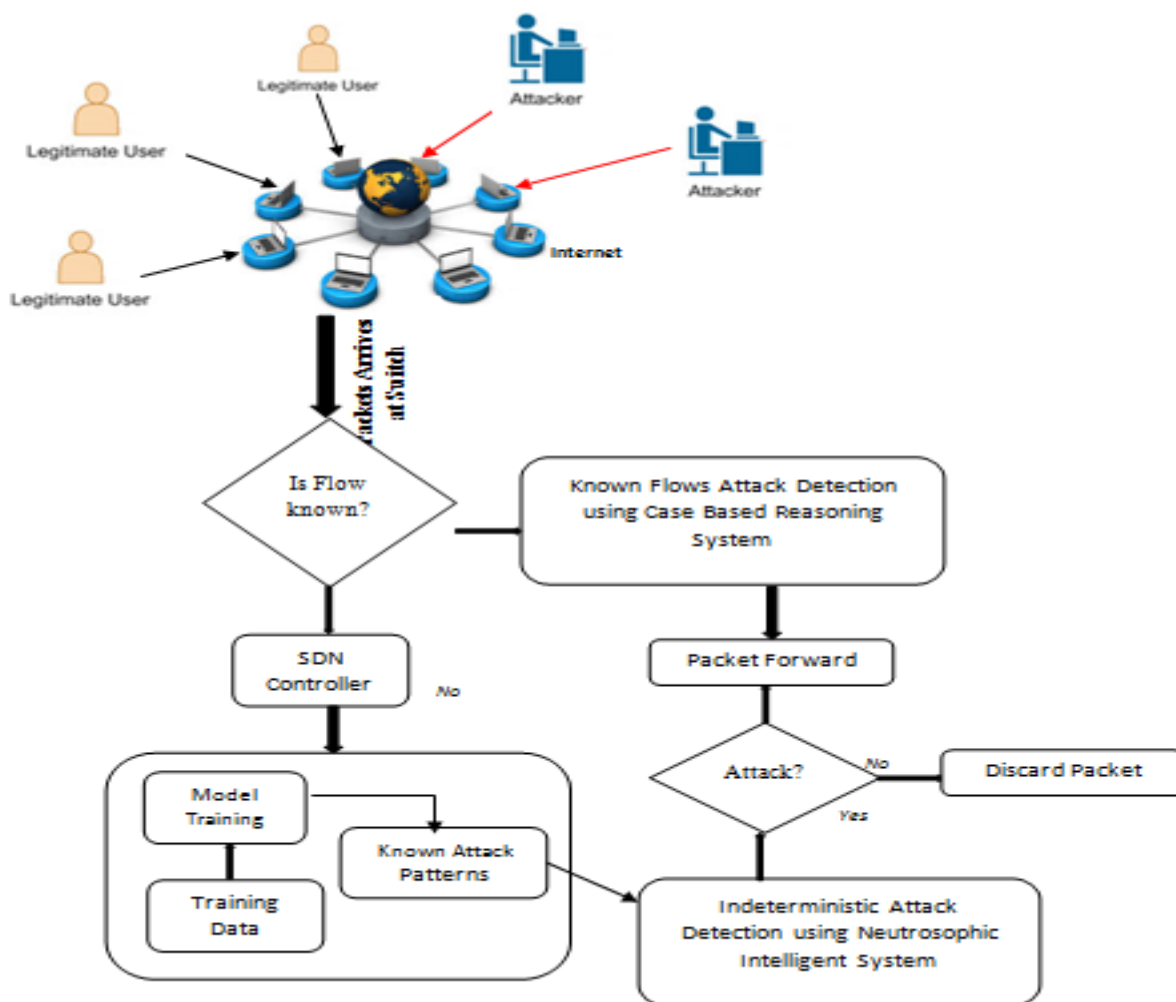 Legitimate User
Attacker
Legitimate User
Attacker
Internet
Legitimate User
Packets Arrives
at Switch
Is Flow
known?
Known Flows Attack Detection
using Case Based Reasoning
System
SDN
Controller
No
Packet Forward
Attack?
No
Yes
Discard Packet
Model
Training
Known Attack
Patterns
Training
Data
Indeterministic Attack
Detection using Neutrosophic
Intelligent System